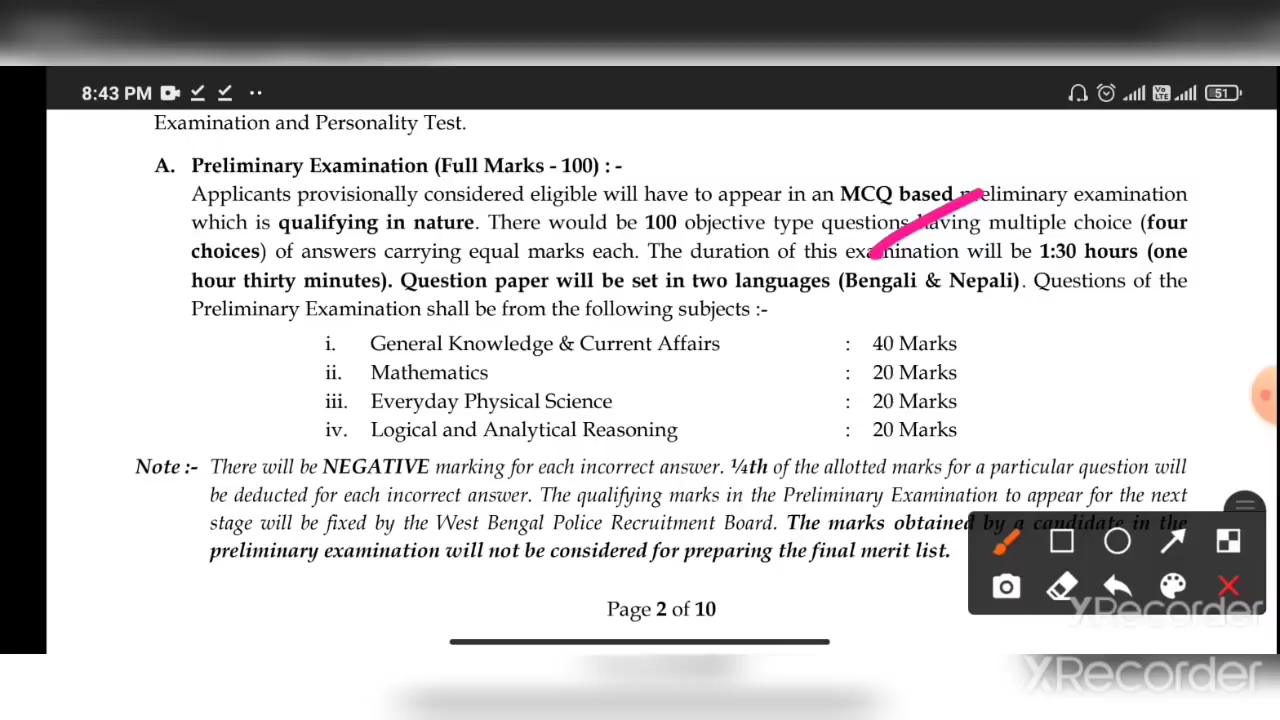 8:43 PM
Vo LTE
51
Examination and Personality Test.
A. Preliminary Examination (Full Marks - 100) : -
Applicants provisionally considered eligible will have to appear in an MCQ based preliminary examination
which is qualifying in nature. There would be 100 objective type questions having multiple choice (four
choices) of answers carrying equal marks each. The duration of this examination will be 1:30 hours (one
hour thirty minutes). Question paper will be set in two languages (Bengali & Nepali). Questions of the
Preliminary Examination shall be from the following subjects :-
i. General Knowledge & Current Affairs : 40 Marks
ii. Mathematics : 20 Marks
iii. Everyday Physical Science : 20 Marks
iv. Logical and Analytical Reasoning : 20 Marks
Note :- There will be NEGATIVE marking for each incorrect answer. ¼th of the allotted marks for a particular question will
be deducted for each incorrect answer. The qualifying marks in the Preliminary Examination to appear for the next
stage will be fixed by the West Bengal Police Recruitment Board. The marks obtained by a candidate in the
preliminary examination will not be considered for preparing the final merit list.
Page 2 of 10
XRecorder
XRecorder